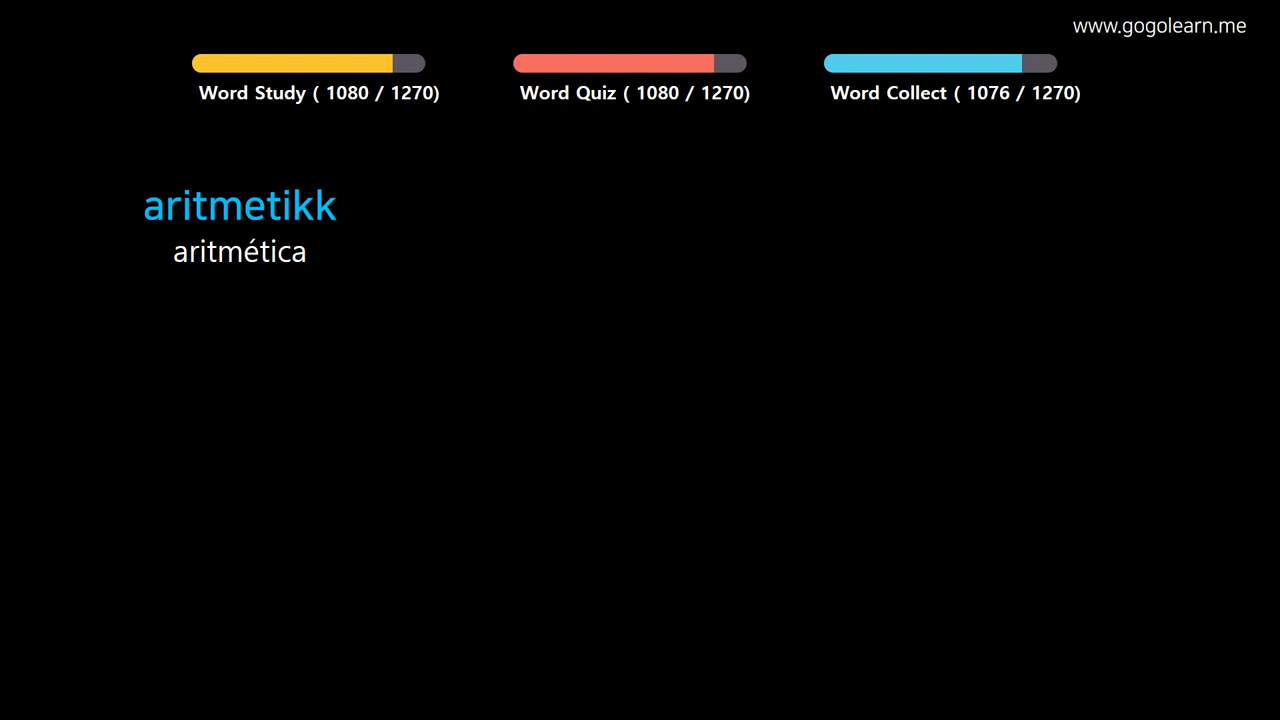 www.gogolearn.me
Word Study ( 1080 / 1270)
Word Quiz ( 1080 / 1270)
Word Collect ( 1076 / 1270)
aritmetikk
aritmética